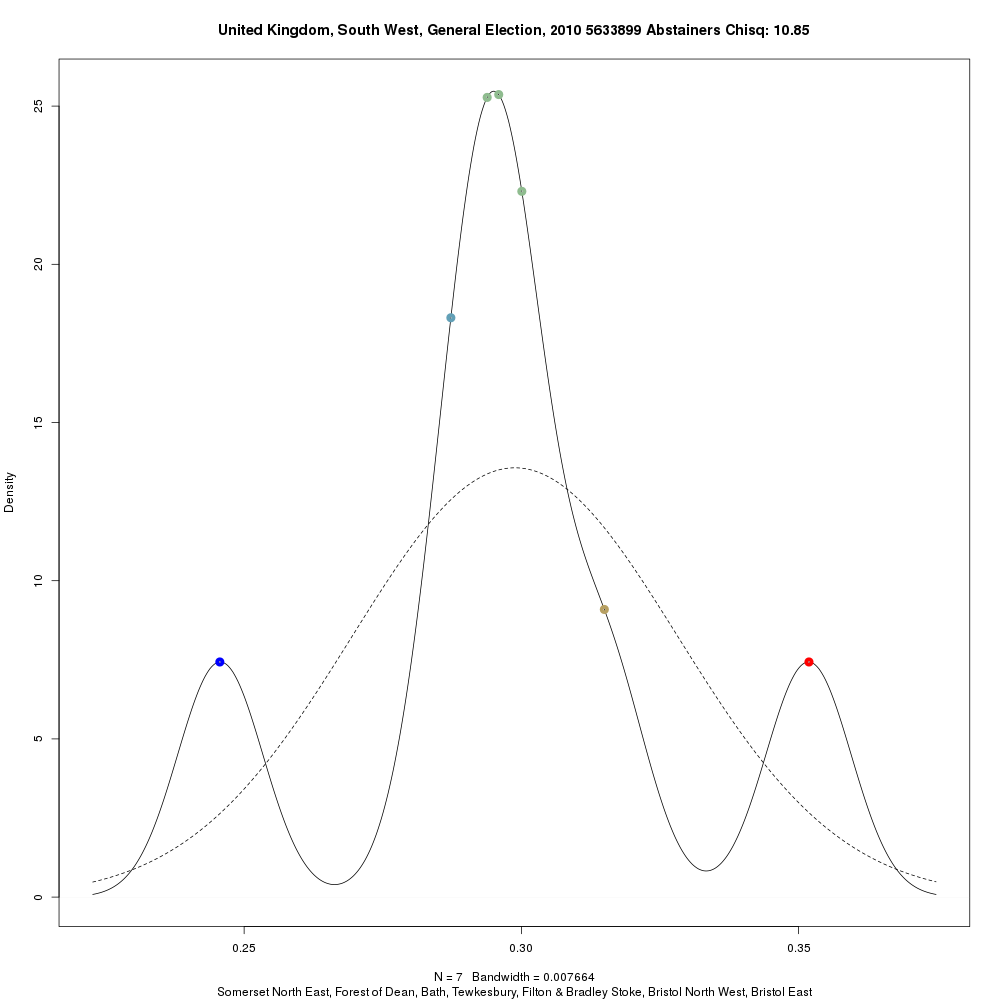 United Kingdom, South West, General Election, 2010 5633899 Abstainers Chisq: 10.85
25
20
15
10
5
0
Density
0.25 0.30 0.35
N = 7 Bandwidth = 0.007664
Somerset North East, Forest of Dean, Bath, Tewkesbury, Filton & Bradley Stoke, Bristol North West, Bristol East